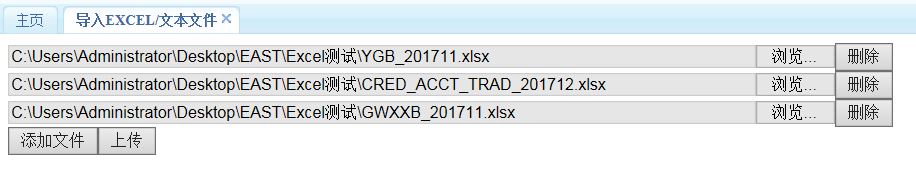 主页 导入EXCEL/文本文件
C:\Users\Administrator\Desktop\EAST\Excel测试\YGB_201711.xlsx 浏览... 删除
C:\Users\Administrator\Desktop\EAST\Excel测试\CRED_ACCT_TRAD_201712.xlsx 浏览... 删除
C:\Users\Administrator\Desktop\EAST\Excel测试\GWXXB_201711.xlsx 浏览... 删除
添加文件 上传